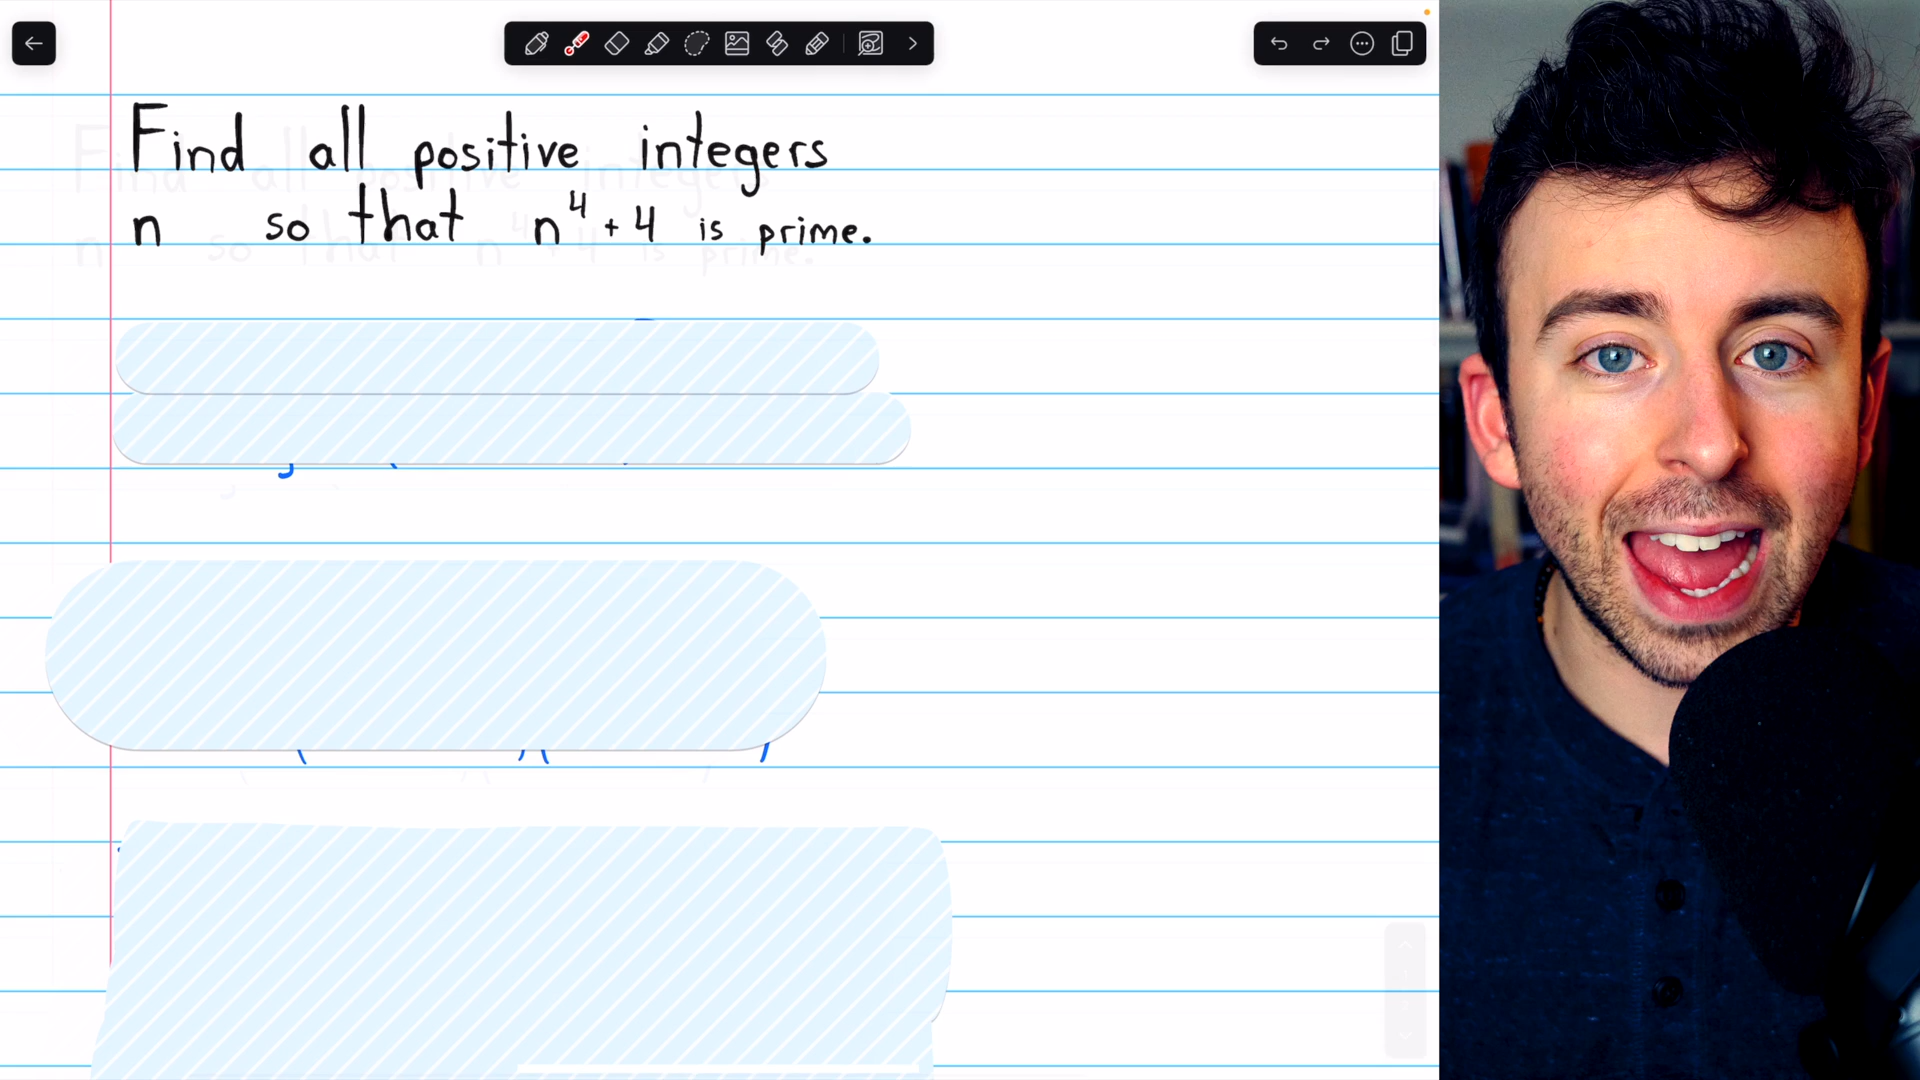 Find all positive integers
n so that n⁴ + 4 is prime.